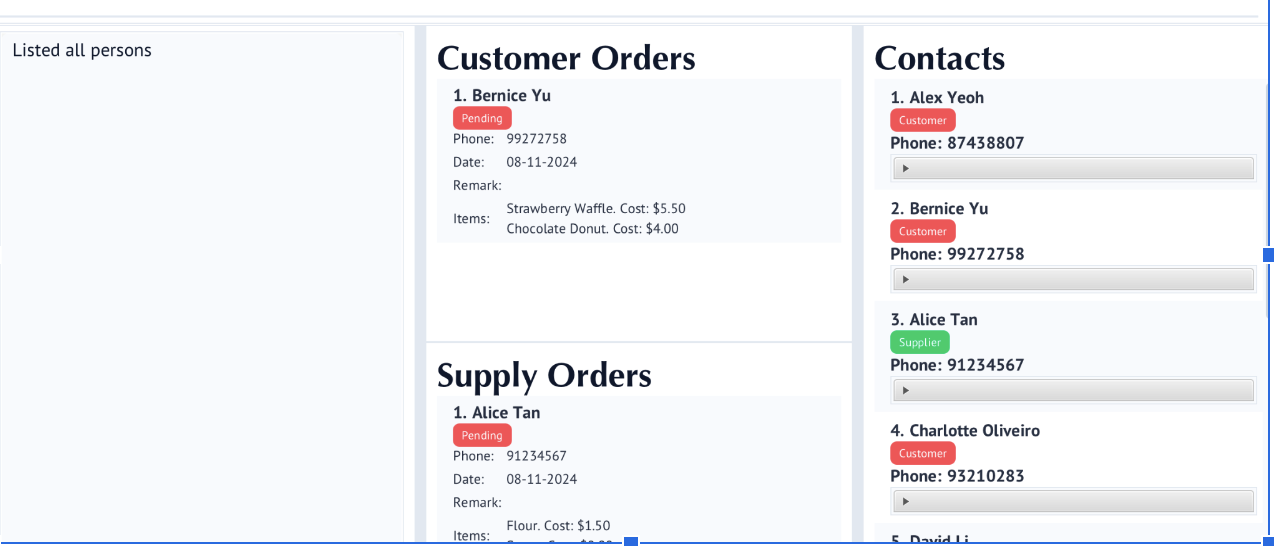 Listed all persons
Customer Orders
1. Bernice Yu
Pending
Phone: 99272758
Date: 08-11-2024
Remark:
Items:
Strawberry Waffle. Cost: $5.50
Chocolate Donut. Cost: $4.00
Supply Orders
1. Alice Tan
Pending
Phone: 91234567
Date: 08-11-2024
Remark:
Items:
Flour. Cost: $1.50
Contacts
1. Alex Yeoh
Customer
Phone: 87438807
2. Bernice Yu
Customer
Phone: 99272758
3. Alice Tan
Supplier
Phone: 91234567
4. Charlotte Oliveiro
Customer
Phone: 93210283
5. David Li